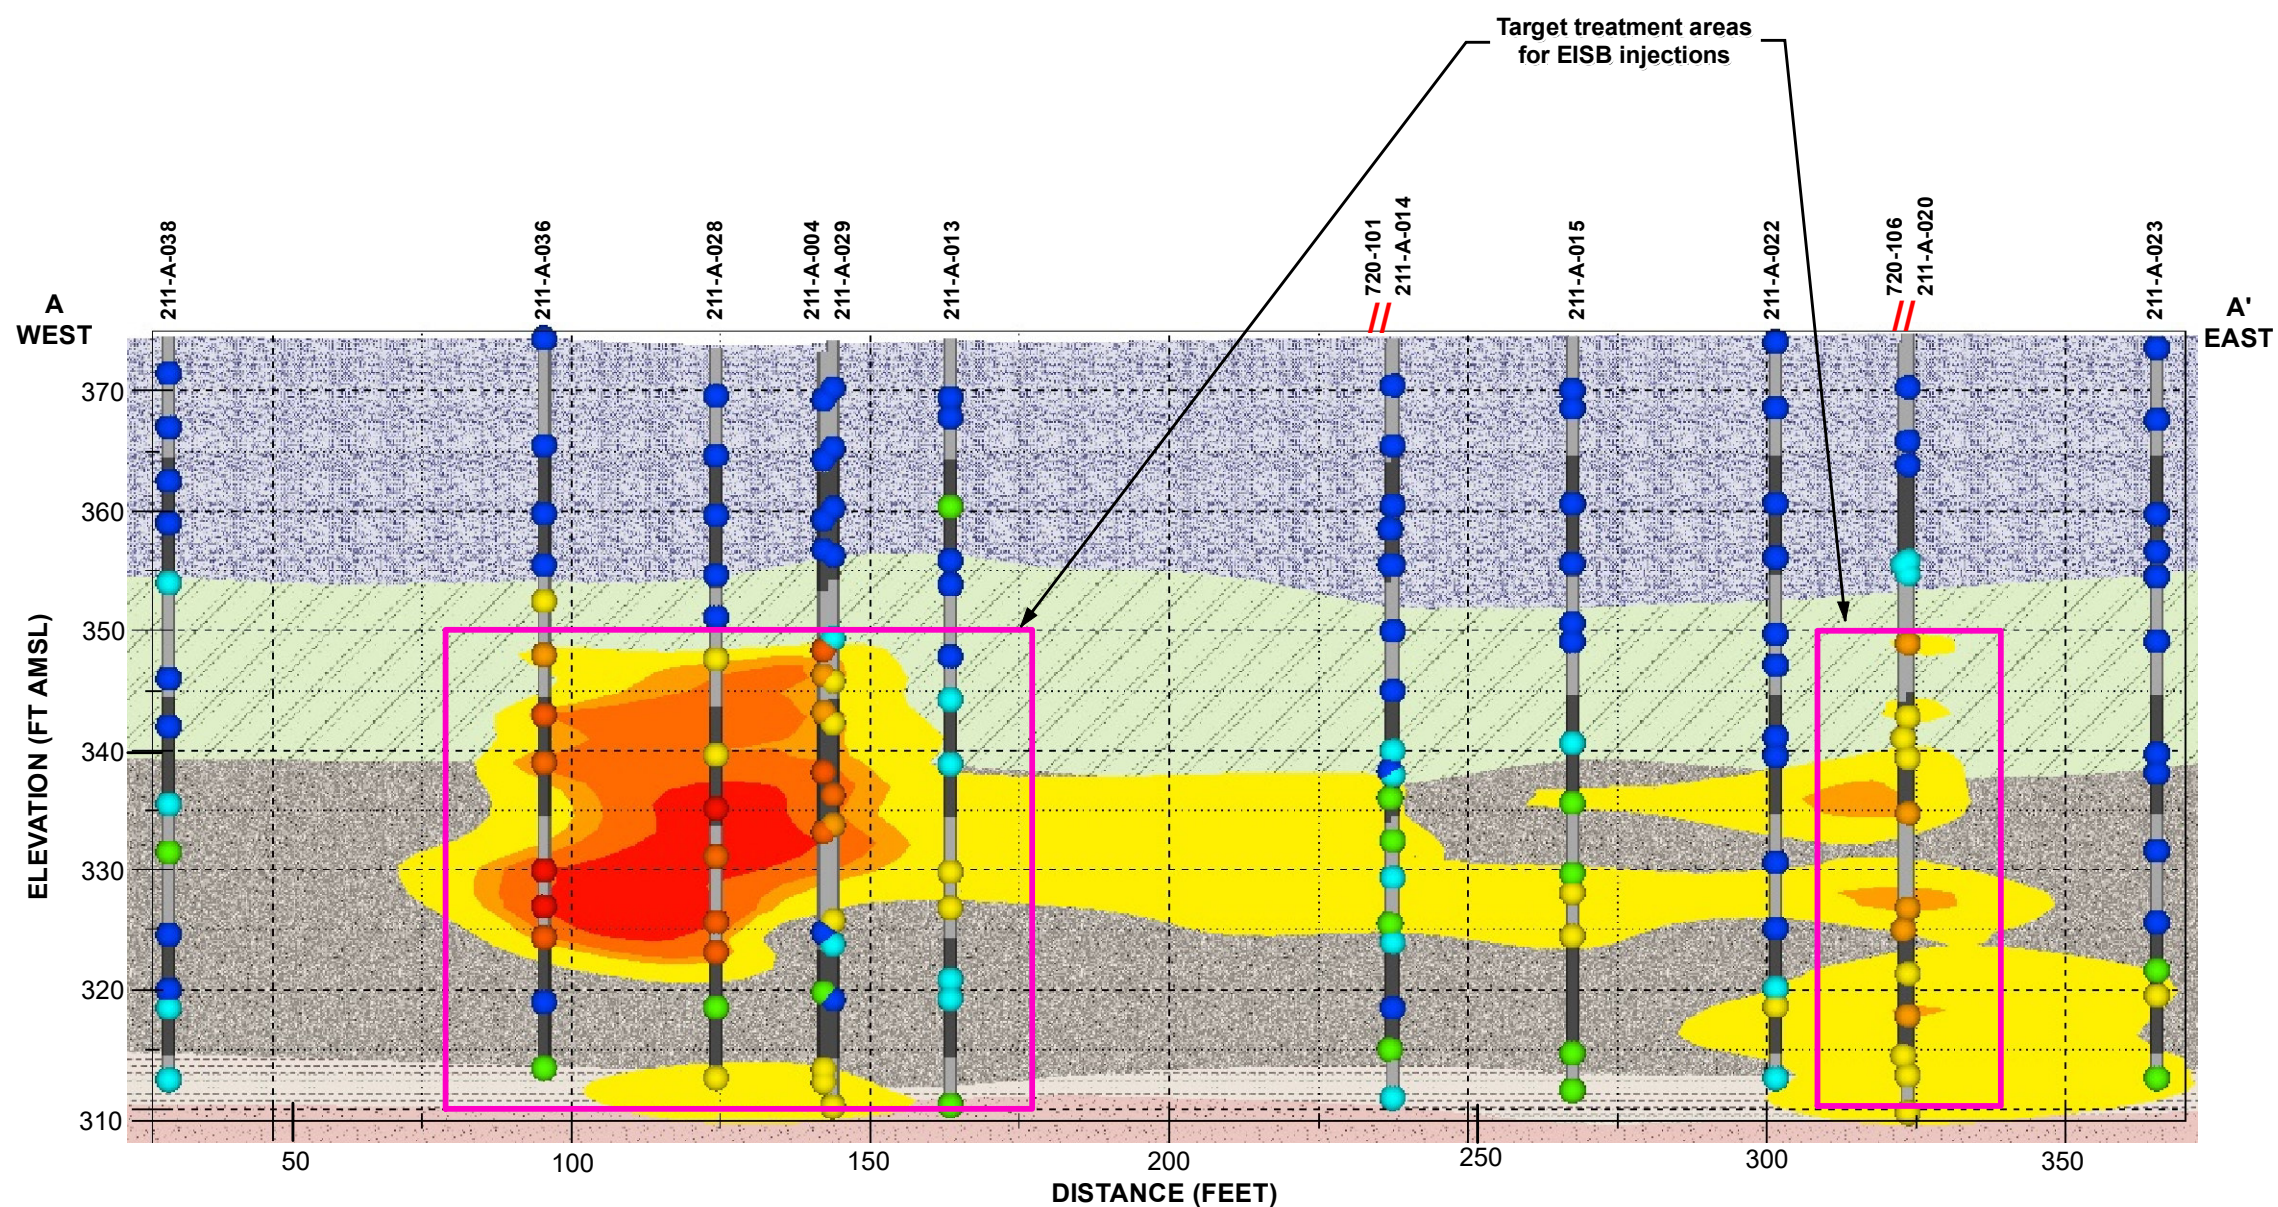 Target treatment areas
for EISB injections
211-A-038
211-A-036
211-A-028
211-A-004
211-A-029
211-A-013
720-101
211-A-014
211-A-015
211-A-022
720-106
211-A-020
211-A-023
A
WEST
A'
EAST
ELEVATION (FT AMSL)
370
360
350
340
330
320
310
50
100
150
200
250
300
350
DISTANCE (FEET)